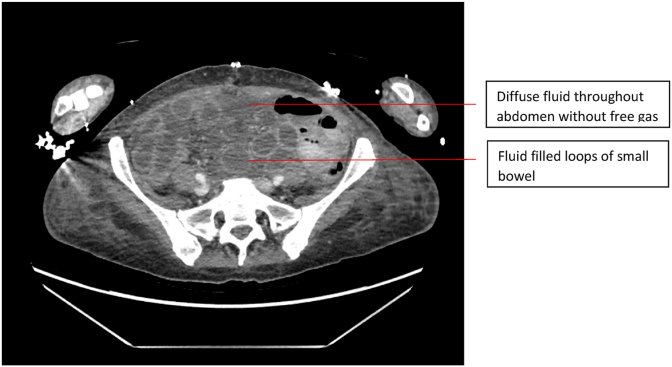 Diffuse fluid throughout
abdomen without free gas
Fluid filled loops of small
bowel